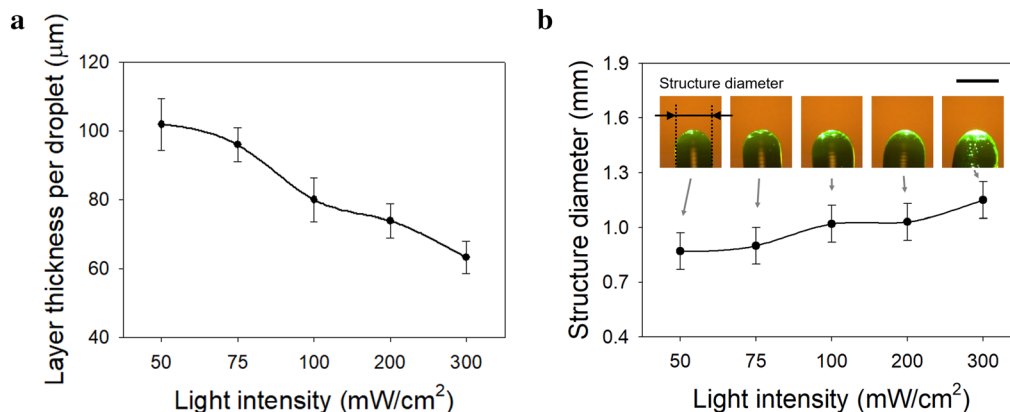 a
Layer thickness per droplet (μm)
120
100
80
60
40
50 75 100 200 300
Light intensity (mW/cm²)
b
Structure diameter (mm)
1.9
1.6
1.3
1.0
0.7
0.4
Structure diameter
50 75 100 200 300
Light intensity (mW/cm²)